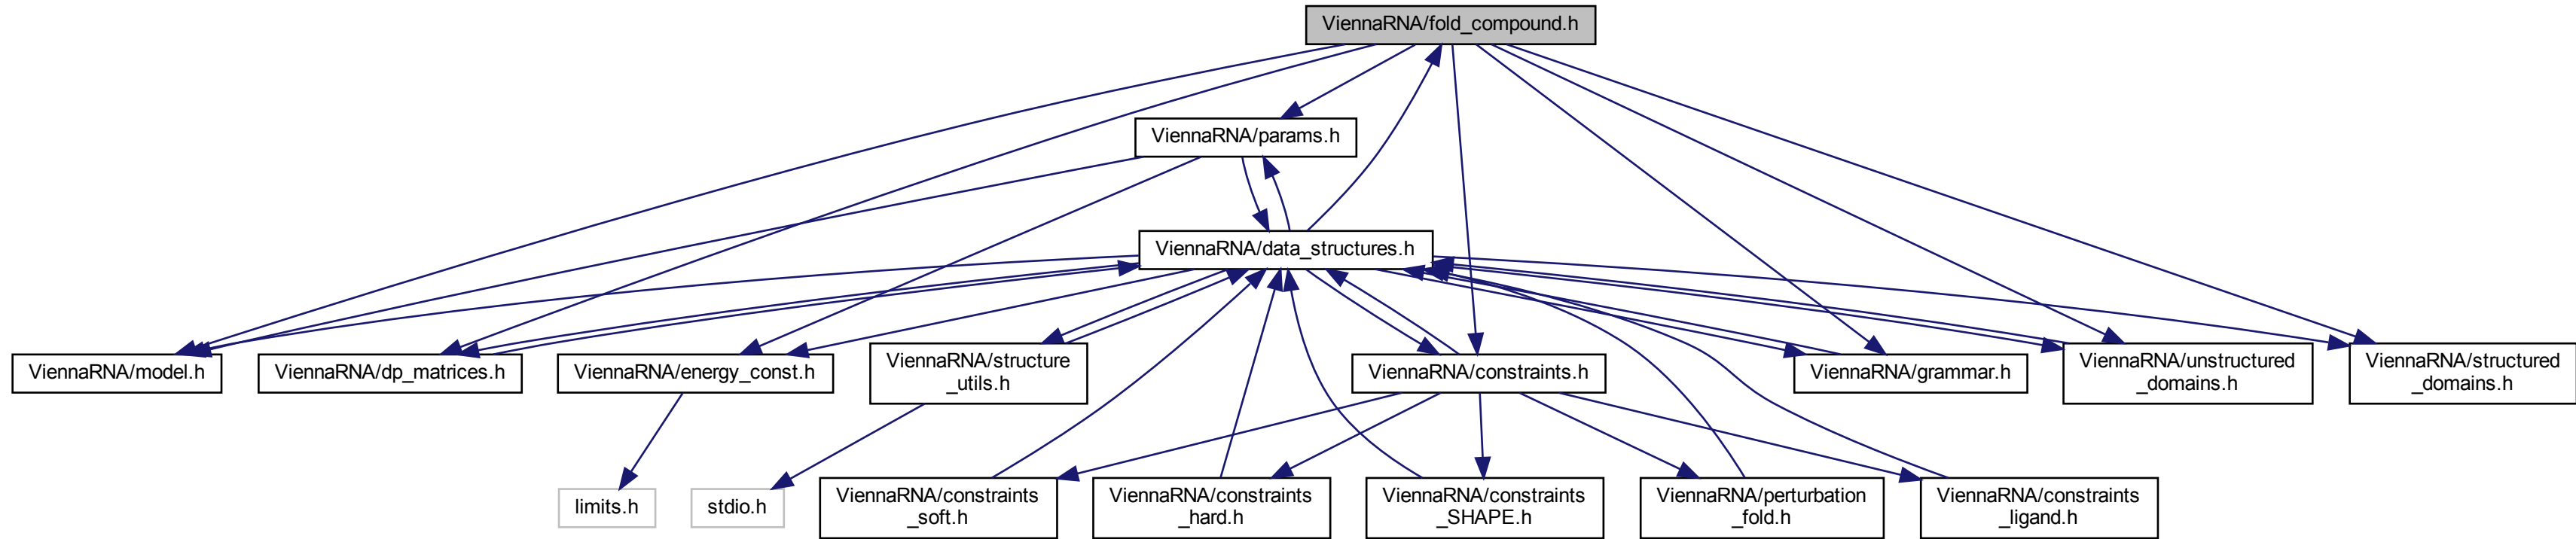 ViennaRNA/fold_compound.h
ViennaRNA/params.h
ViennaRNA/data_structures.h
ViennaRNA/model.h
ViennaRNA/dp_matrices.h
ViennaRNA/energy_const.h
ViennaRNA/structure
_utils.h
ViennaRNA/constraints.h
ViennaRNA/grammar.h
ViennaRNA/unstructured
_domains.h
ViennaRNA/structured
_domains.h
limits.h
stdio.h
ViennaRNA/constraints
_soft.h
ViennaRNA/constraints
_hard.h
ViennaRNA/constraints
_SHAPE.h
ViennaRNA/perturbation
_fold.h
ViennaRNA/constraints
_ligand.h